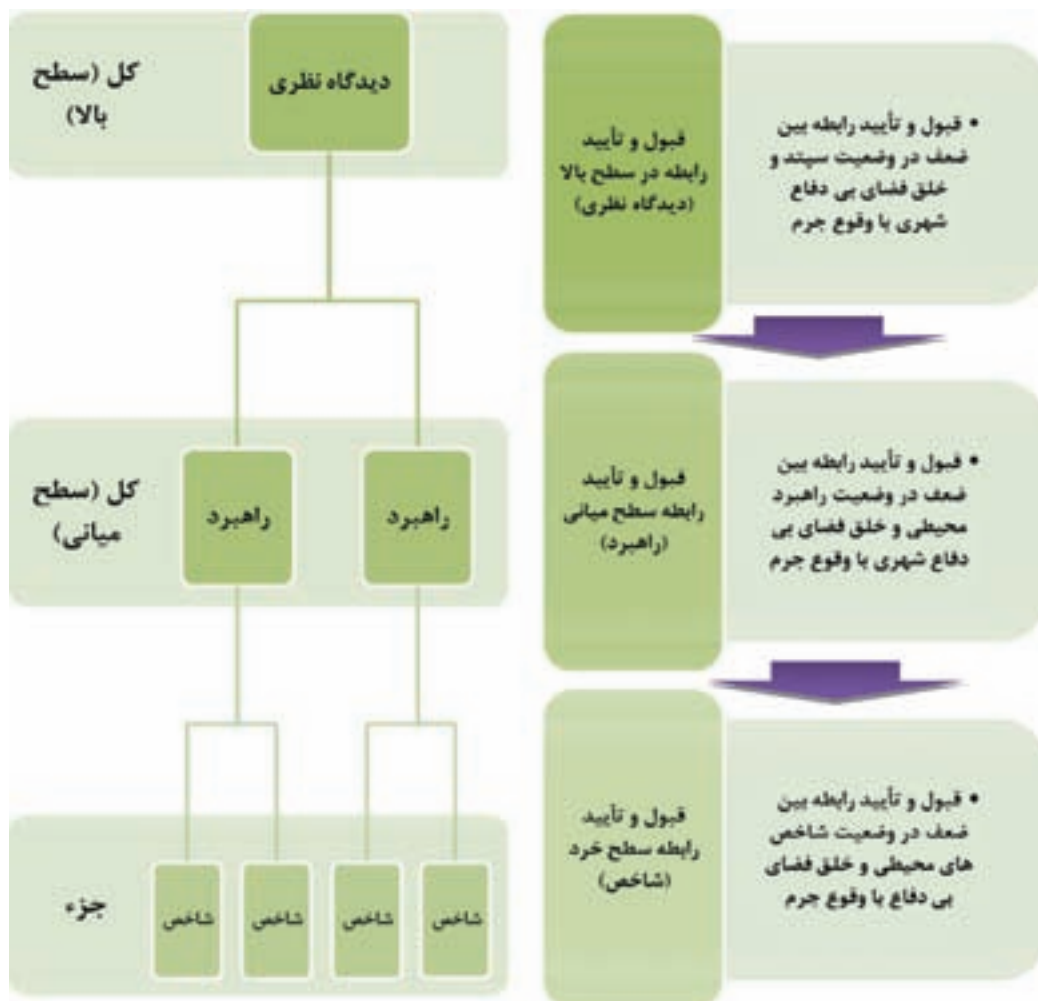 • قبول و تأیید رابطه بین
ضعف در وضعیت سپتد و
خلق فضای بی دفاع
شهری با وقوع جرم
قبول و تأیید
رابطه در سطح بالا
(دیدگاه نظری)
دیدگاه نظری
کل (سطح
بالا)
• قبول و تأیید رابطه بین
ضعف در وضعیت راهبرد
محیطی و خلق فضای بی
دفاع شهری با وقوع جرم
قبول و تأیید
رابطه سطح میانی
(راهبرد)
راهبرد
راهبرد
کل (سطح
میانی)
• قبول و تأیید رابطه بین
ضعف در وضعیت شاخص
های محیطی و خلق فضای
بی دفاع با وقوع جرم
قبول و تأیید
رابطه سطح خرد
(شاخص)
شاخص
شاخص
شاخص
شاخص
جزء